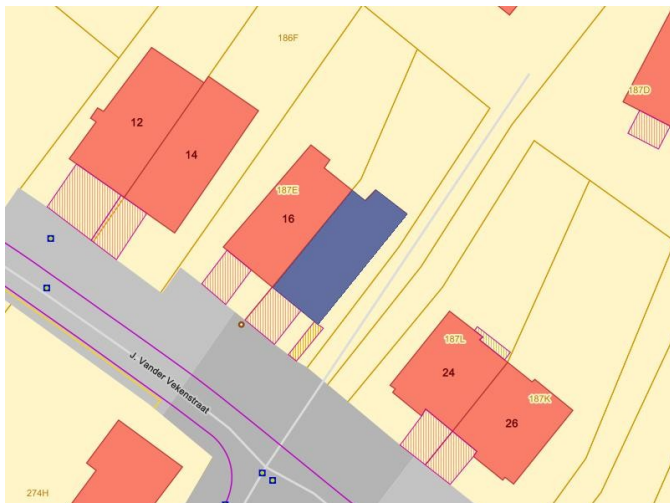 186F
187D
12
14
187E
16
J. Vander Vekenstraat
187L
24
187K
26
274H